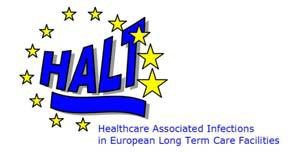 HALT
Healthcare Associated Infections
in European Long Term Care Facilities